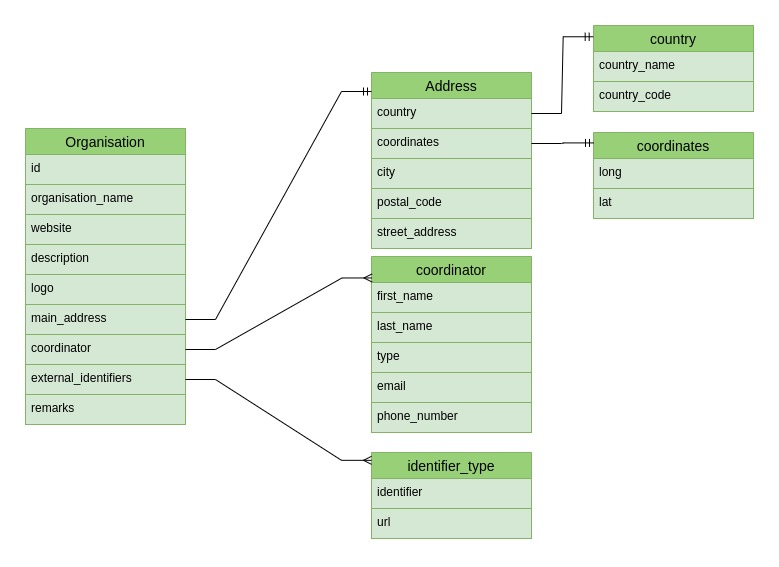 Organisation
id
organisation_name
website
description
logo
main_address
coordinator
external_identifiers
remarks
Address
country
coordinates
city
postal_code
street_address
coordinator
first_name
last_name
type
email
phone_number
identifier_type
identifier
url
country
country_name
country_code
coordinates
long
lat